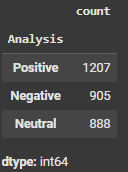 count
Analysis
Positive 1207
Negative 905
Neutral 888
dtype: int64